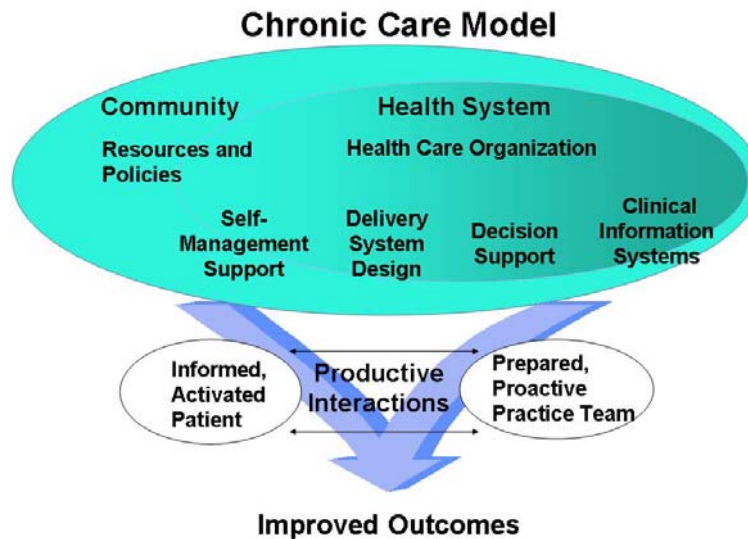 Chronic Care Model
Community
Health System
Resources and
Policies
Health Care Organization
Self-
Management
Support
Delivery
System
Design
Decision
Support
Clinical
Information
Systems
Informed,
Activated
Patient
Productive
Interactions
Prepared,
Proactive
Practice Team
Improved Outcomes